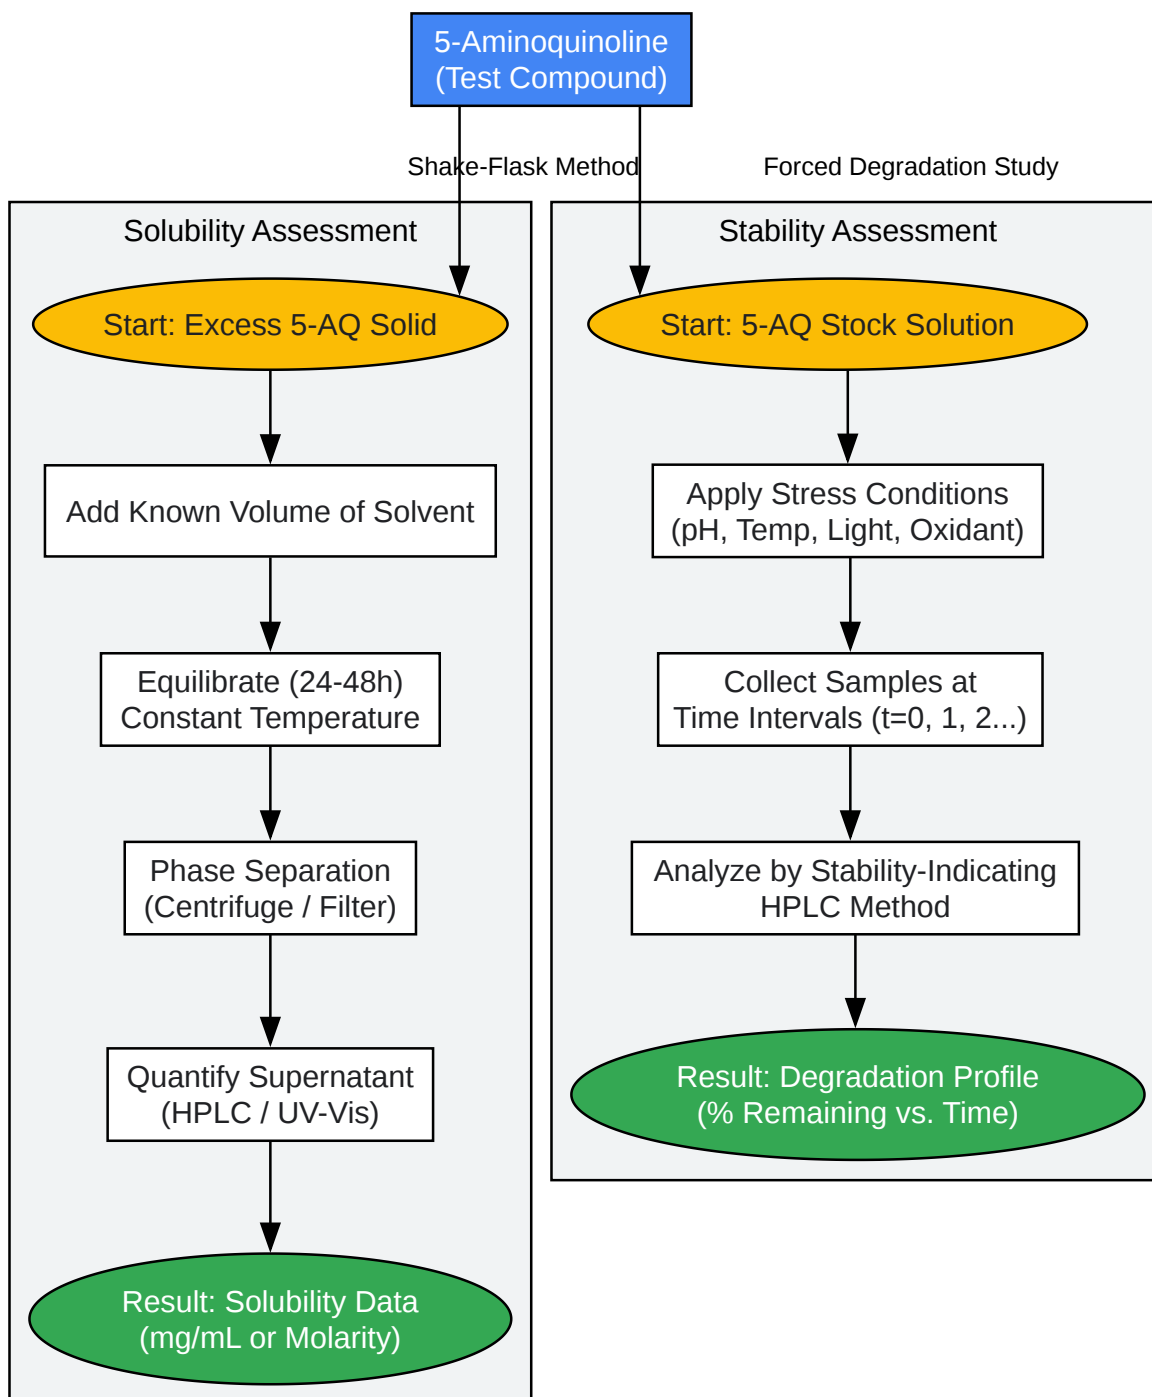 5-Aminoquinoline
(Test Compound)
Shake-Flask Method
Forced Degradation Study
Solubility Assessment
Start: Excess 5-AQ Solid
Add Known Volume of Solvent
Equilibrate (24-48h)
Constant Temperature
Phase Separation
(Centrifuge / Filter)
Quantify Supernatant
(HPLC / UV-Vis)
Result: Solubility Data
(mg/mL or Molarity)
Stability Assessment
Start: 5-AQ Stock Solution
Apply Stress Conditions
(pH, Temp, Light, Oxidant)
Collect Samples at
Time Intervals (t=0, 1, 2...)
Analyze by Stability-Indicating
HPLC Method
Result: Degradation Profile
(% Remaining vs. Time)